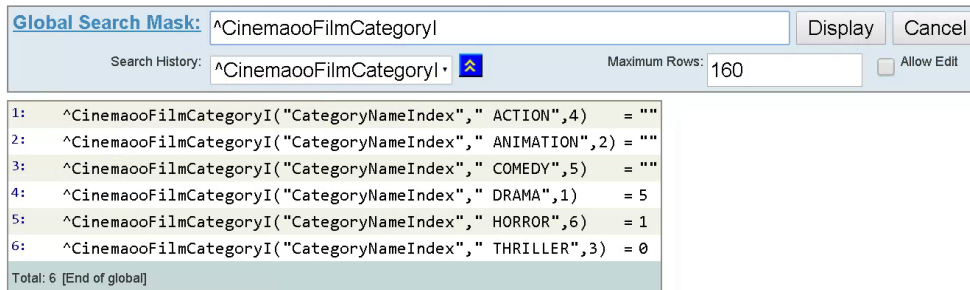 Global Search Mask: ^CinemaooFilmCategoryI Display Cancel
Search History: ^CinemaooFilmCategoryI Maximum Rows: 160 Allow Edit
1: ^CinemaooFilmCategoryI("CategoryNameIndex"," ACTION",4) = ""
2: ^CinemaooFilmCategoryI("CategoryNameIndex"," ANIMATION",2) = ""
3: ^CinemaooFilmCategoryI("CategoryNameIndex"," COMEDY",5) = ""
4: ^CinemaooFilmCategoryI("CategoryNameIndex"," DRAMA",1) = 5
5: ^CinemaooFilmCategoryI("CategoryNameIndex"," HORROR",6) = 1
6: ^CinemaooFilmCategoryI("CategoryNameIndex"," THRILLER",3) = 0
Total: 6 [End of global]